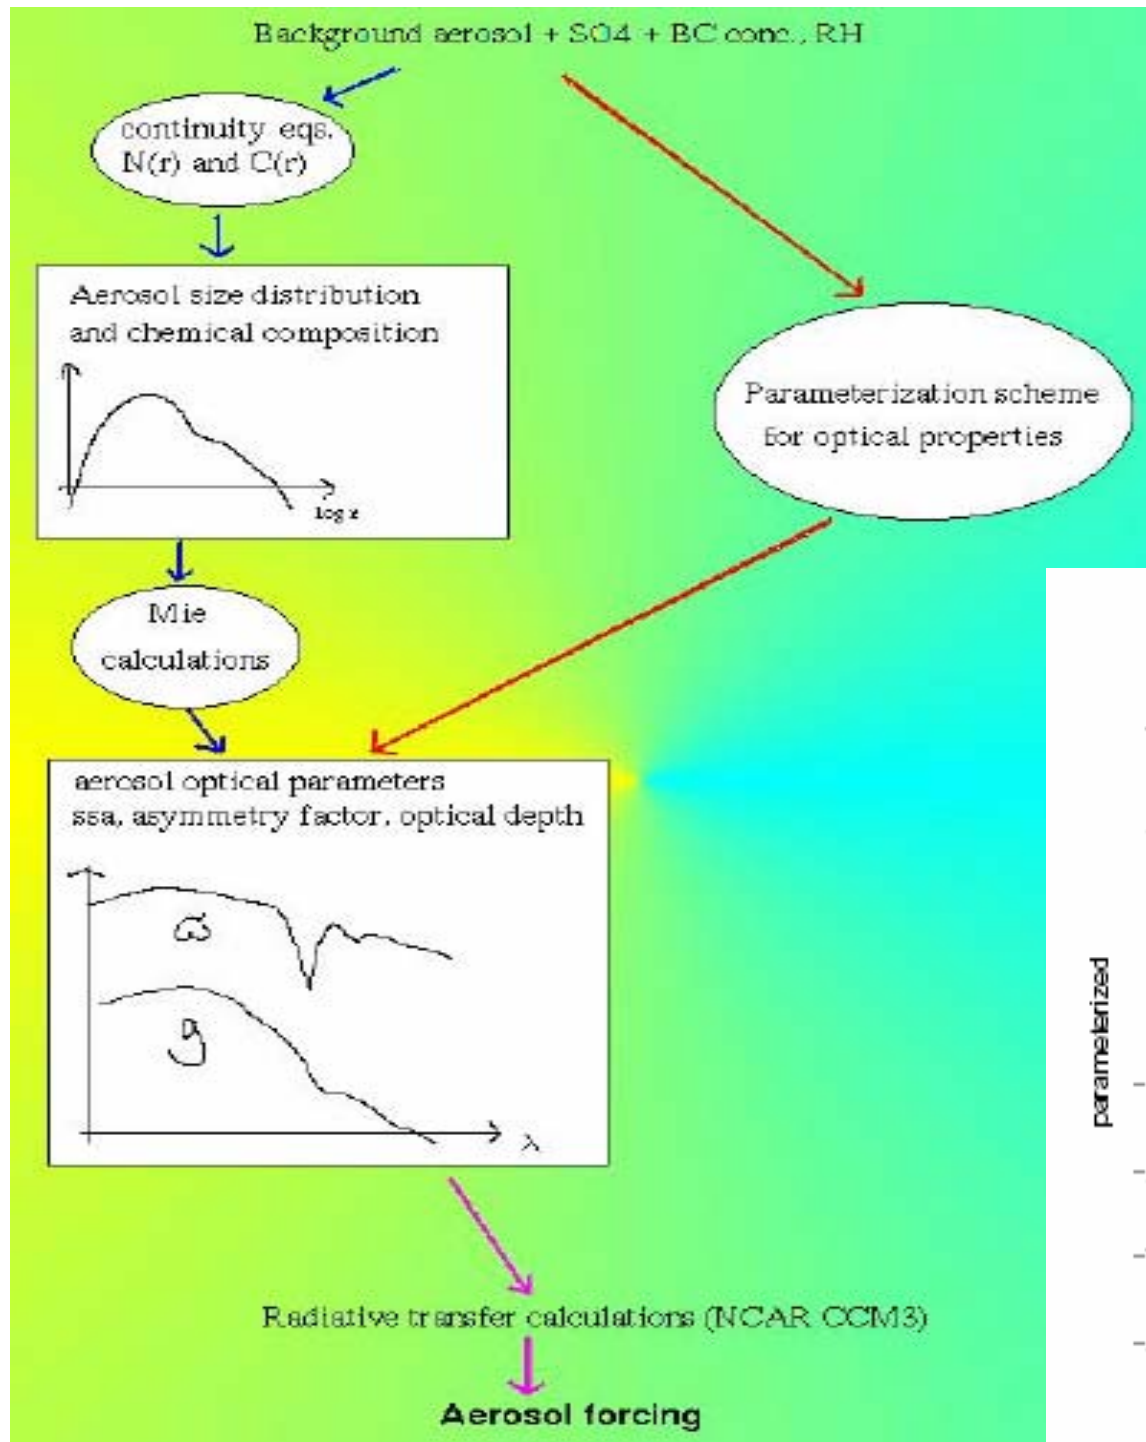 Background aerosol + SO4 + BC conc., RH
continuity eqs.
N(r) and C(r)
Aerosol size distribution
and chemical composition
log r
Parameterization scheme
for optical properties
Mie
calculations
aerosol optical parameters
ssa, asymmetry factor, optical depth
ω
g
λ
parameterized
Radiative transfer calculations (NCAR CCM3)
Aerosol forcing